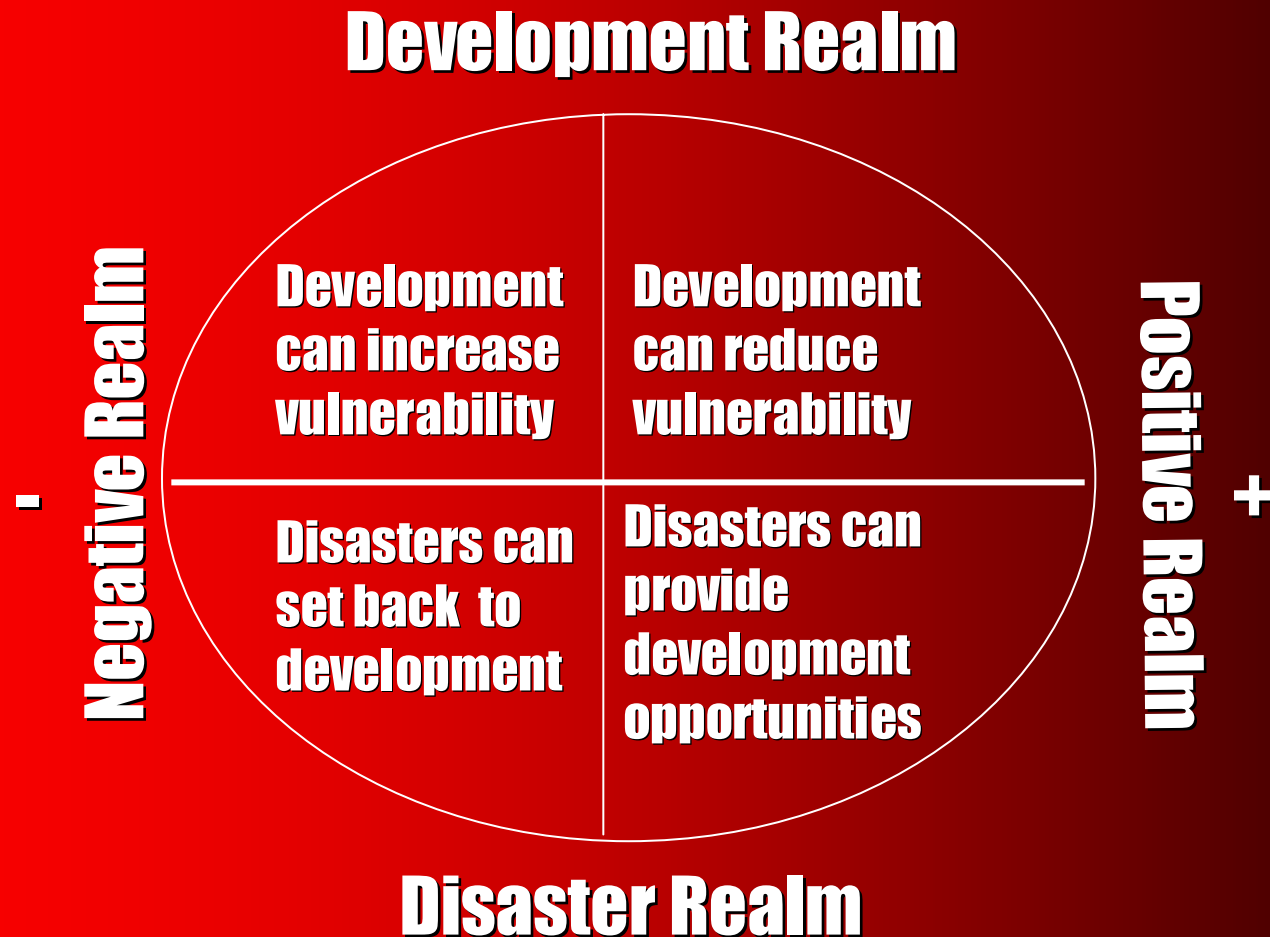 Development Realm
-
Negative Realm
Development
can increase
vulnerability
Development
can reduce
vulnerability
Disasters can
set back  to
development
Disasters can
provide
development
opportunities
Positive Realm
+
Disaster Realm